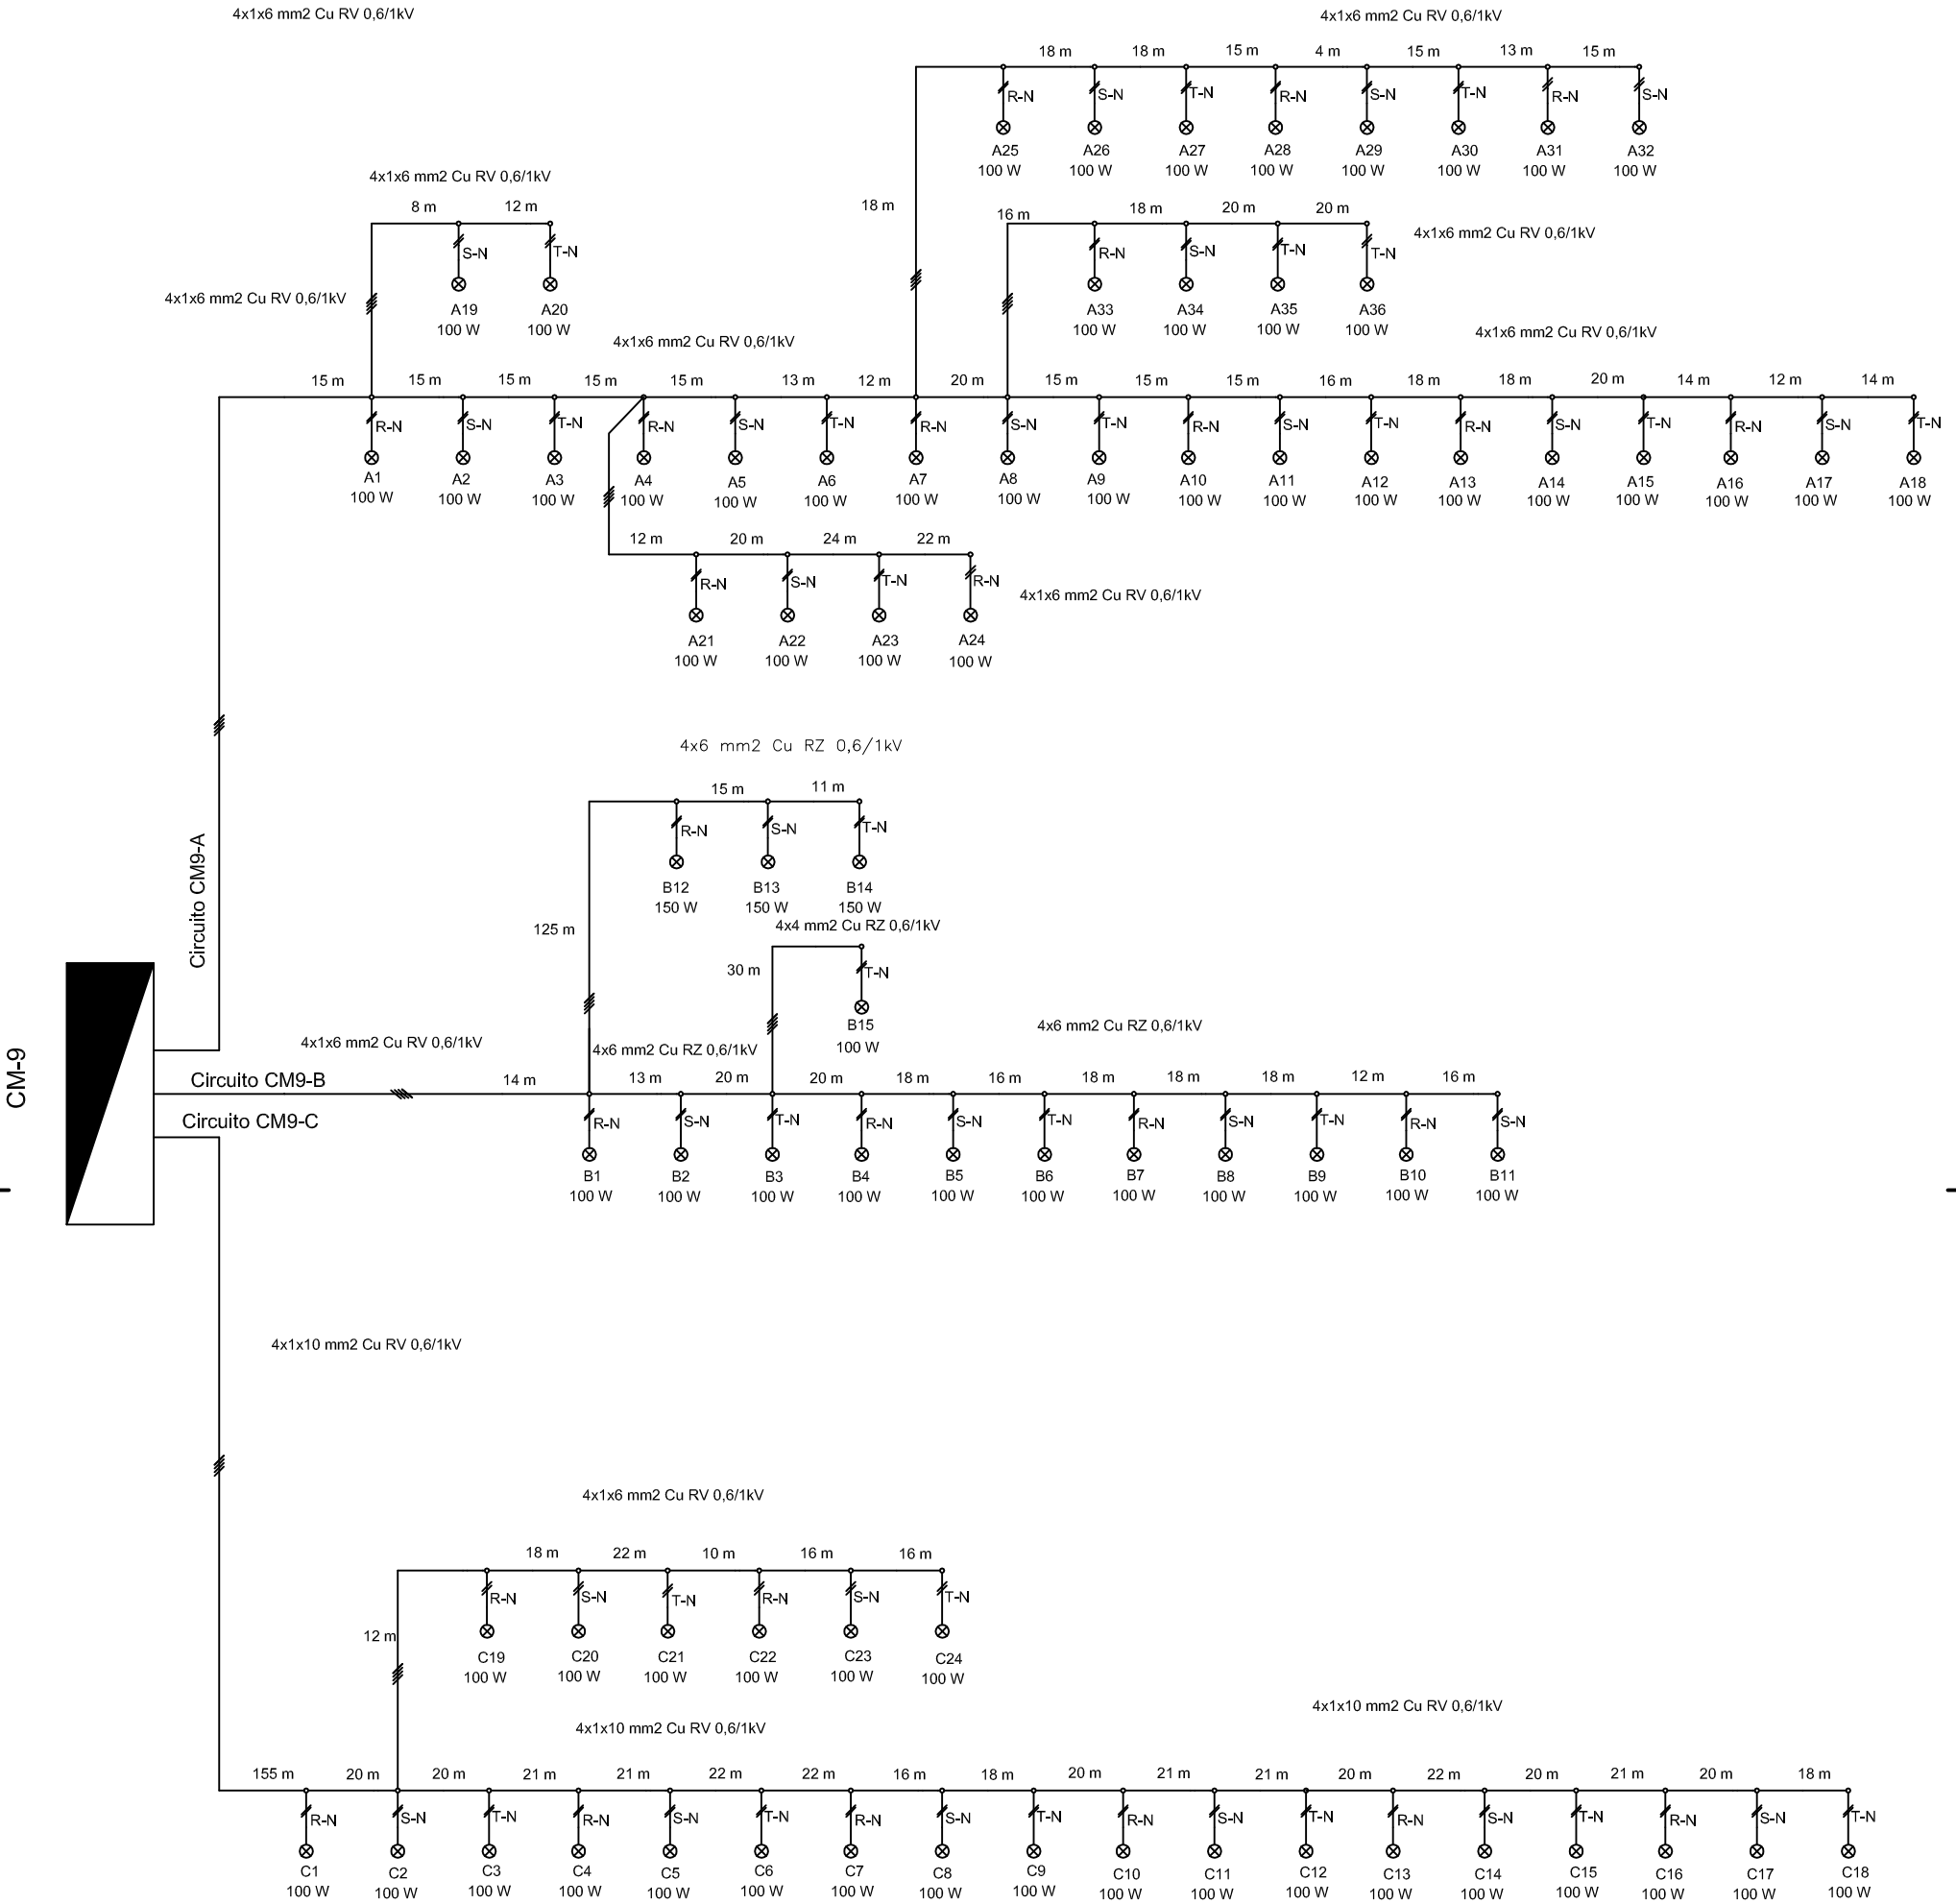 4x1x6 mm2 Cu RV 0,6/1kV
4x1x6 mm2 Cu RV 0,6/1kV
18 m 18 m 15 m 4 m 15 m 13 m 15 m
R-N S-N T-N R-N S-N T-N R-N S-N
A25 A26 A27 A28 A29 A30 A31 A32
100 W 100 W 100 W 100 W 100 W 100 W 100 W 100 W
18 m
4x1x6 mm2 Cu RV 0,6/1kV
8 m 12 m
S-N T-N
A19 A20
100 W 100 W
4x1x6 mm2 Cu RV 0,6/1kV
16 m 18 m 20 m 20 m
4x1x6 mm2 Cu RV 0,6/1kV
R-N S-N T-N T-N
A33 A34 A35 A36
100 W 100 W 100 W 100 W
4x1x6 mm2 Cu RV 0,6/1kV
4x1x6 mm2 Cu RV 0,6/1kV
15 m 15 m 15 m 15 m 15 m 13 m 12 m 20 m 15 m 15 m 15 m 16 m 18 m 18 m 20 m 14 m 12 m 14 m
R-N S-N T-N R-N S-N T-N R-N S-N T-N R-N S-N T-N R-N S-N T-N R-N S-N T-N
A1 A2 A3 A4 A5 A6 A7 A8 A9 A10 A11 A12 A13 A14 A15 A16 A17 A18
100 W 100 W 100 W 100 W 100 W 100 W 100 W 100 W 100 W 100 W 100 W 100 W 100 W 100 W 100 W 100 W 100 W 100 W
12 m 20 m 24 m 22 m
R-N S-N T-N R-N
4x1x6 mm2 Cu RV 0,6/1kV
A21 A22 A23 A24
100 W 100 W 100 W 100 W
Circuito CM9-A
4x6 mm2 Cu RZ 0,6/1kV
15 m 11 m
R-N S-N T-N
B12 B13 B14
150 W 150 W 150 W
125 m
4x4 mm2 Cu RZ 0,6/1kV
30 m
T-N
B15
100 W
CM-9
4x1x6 mm2 Cu RV 0,6/1kV
4x6 mm2 Cu RZ 0,6/1kV
4x6 mm2 Cu RZ 0,6/1kV
Circuito CM9-B
14 m 13 m 20 m 20 m 18 m 16 m 18 m 18 m 18 m 12 m 16 m
R-N S-N T-N R-N S-N T-N R-N S-N T-N R-N S-N
B1 B2 B3 B4 B5 B6 B7 B8 B9 B10 B11
100 W 100 W 100 W 100 W 100 W 100 W 100 W 100 W 100 W 100 W 100 W
Circuito CM9-C
4x1x10 mm2 Cu RV 0,6/1kV
4x1x6 mm2 Cu RV 0,6/1kV
18 m 22 m 10 m 16 m 16 m
R-N S-N T-N R-N S-N T-N
12 m
C19 C20 C21 C22 C23 C24
100 W 100 W 100 W 100 W 100 W 100 W
4x1x10 mm2 Cu RV 0,6/1kV
4x1x10 mm2 Cu RV 0,6/1kV
155 m 20 m 20 m 21 m 21 m 22 m 22 m 16 m 18 m 20 m 21 m 21 m 20 m 22 m 20 m 21 m 20 m 18 m
R-N S-N T-N R-N S-N T-N R-N S-N T-N R-N S-N T-N R-N S-N T-N R-N S-N T-N
C1 C2 C3 C4 C5 C6 C7 C8 C9 C10 C11 C12 C13 C14 C15 C16 C17 C18
100 W 100 W 100 W 100 W 100 W 100 W 100 W 100 W 100 W 100 W 100 W 100 W 100 W 100 W 100 W 100 W 100 W 100 W